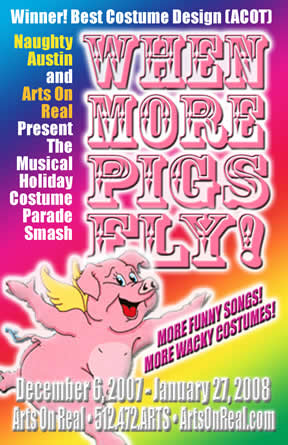 Winner! Best Costume Design (ACOT)
Naughty
Austin
and
Arts On
Real
Present
The
Musical
Holiday
Costume
Parade
Smash
WHEN
MORE
PIGS
FLY!
MORE FUNNY SONGS!
MORE WACKY COSTUMES!
December 6, 2007 - January 27, 2008
Arts On Real • 512.472.ARTS • ArtsOnReal.com